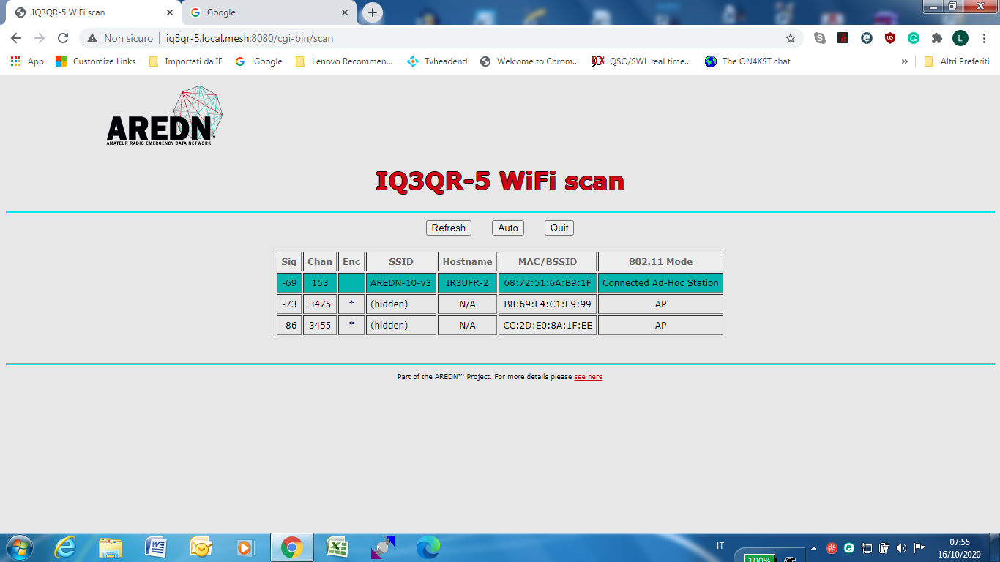 IQ3QR-5 WiFi scan
Google
Non sicuro iq3qr-5.local.mesh:8080/cgi-bin/scan
L
App Customize Links Importati da IE iGoogle Lenovo Recommen... Tvheadend Welcome to Chrom... QSO/SWL real time... The ON4KST chat » Altri Preferiti
AREDN™
AMATEUR RADIO EMERGENCY DATA NETWORK
IQ3QR-5 WiFi scan
Refresh Auto Quit
Sig Chan Enc SSID Hostname MAC/BSSID 802.11 Mode
-69 153 AREDN-10-v3 IR3UFR-2 68:72:51:6A:B9:1F Connected Ad-Hoc Station
-73 3475 * (hidden) N/A B8:69:F4:C1:E9:99 AP
-86 3455 * (hidden) N/A CC:2D:E0:8A:1F:EE AP
Part of the AREDN™ Project. For more details please see here
IT
100%
07:55
16/10/2020